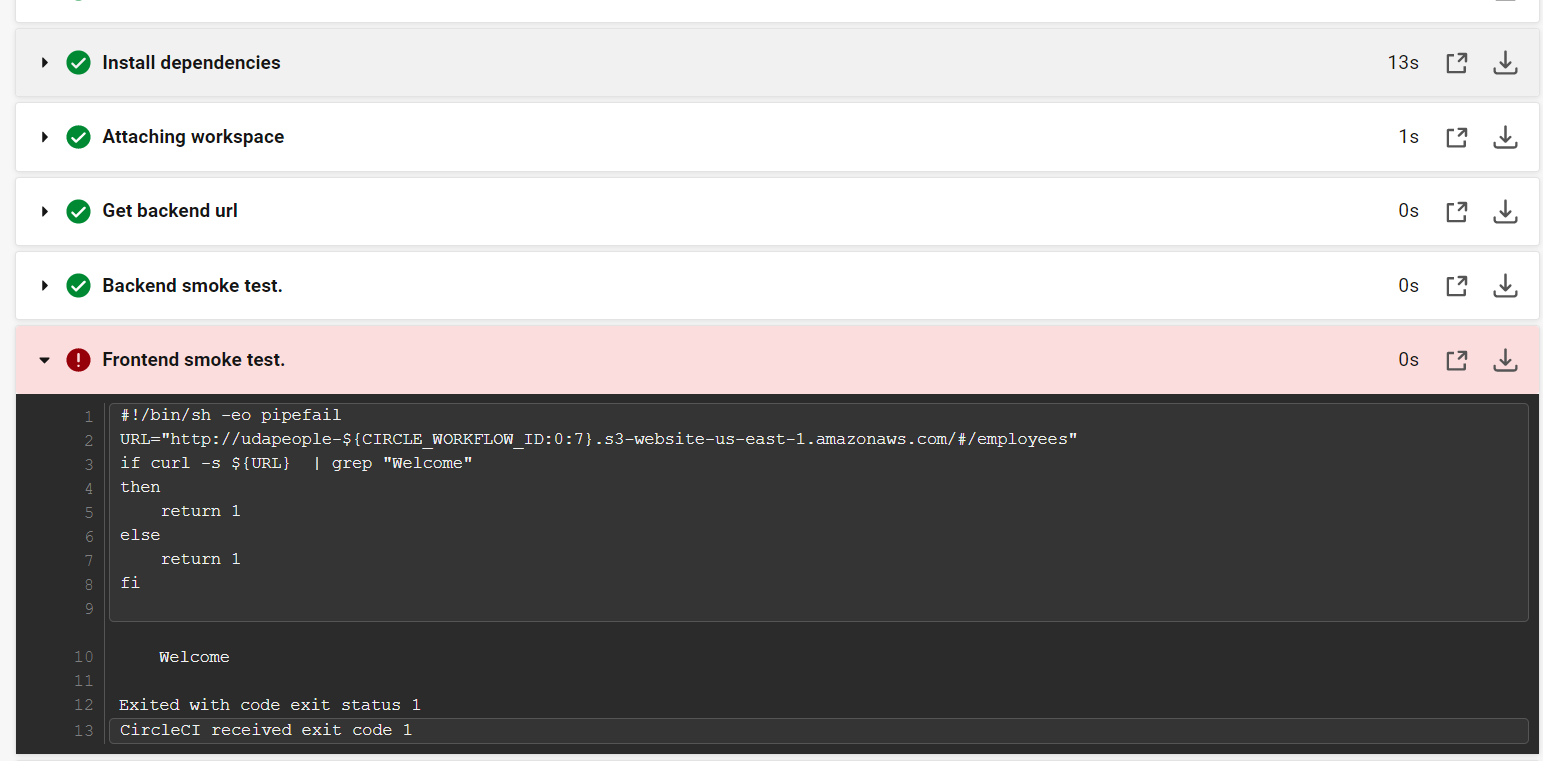 Install dependencies 13s
Attaching workspace 1s
Get backend url 0s
Backend smoke test. 0s
Frontend smoke test. 0s
1 #!/bin/sh -eo pipefail
2 URL="http://udapeople-${CIRCLE_WORKFLOW_ID:0:7}.s3-website-us-east-1.amazonaws.com/#/employees"
3 if curl -s ${URL}  | grep "Welcome"
4 then
5     return 1
6 else
7     return 1
8 fi
9
10     Welcome
11
12 Exited with code exit status 1
13 CircleCI received exit code 1